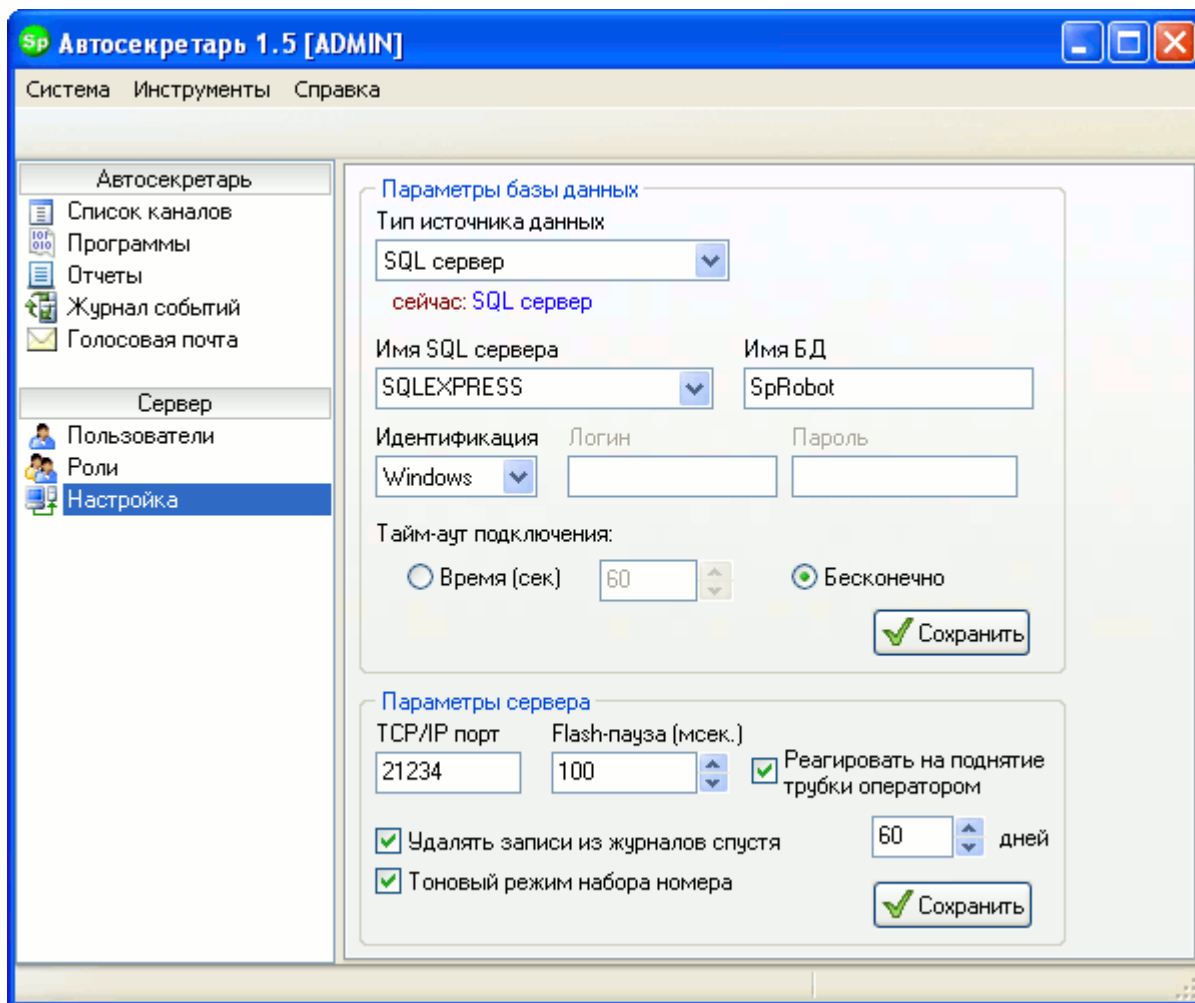 Sp Автосекретарь 1.5 [ADMIN]
Система Инструменты Справка
Автосекретарь
Список каналов
Программы
Отчеты
Журнал событий
Голосовая почта
Сервер
Пользователи
Роли
Настройка
Параметры базы данных
Тип источника данных
SQL сервер
сейчас: SQL сервер
Имя SQL сервера Имя БД
SQLEXPRESS SpRobot
Идентификация Логин Пароль
Windows
Тайм-аут подключения:
Время (сек) 60 Бесконечно
Сохранить
Параметры сервера
TCP/IP порт Flash-пауза (мсек.)
21234 100 Реагировать на поднятие
трубки оператором
Удалять записи из журналов спустя 60 дней
Тоновый режим набора номера
Сохранить